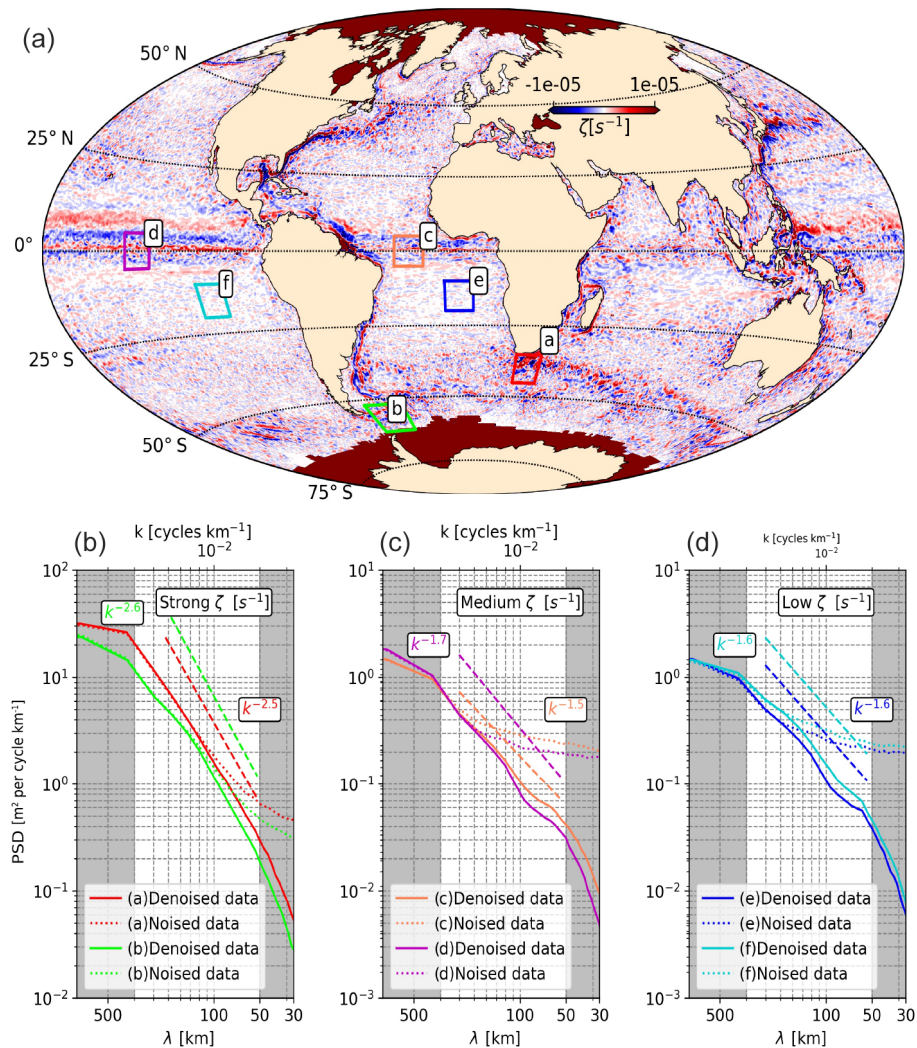 (a)
50° N
-1e-05 1e-05
ζ[s⁻¹]
25° N
0°
d
c
f
e
25° S
a
b
50° S
75° S
(b) k [cycles km⁻¹]
10⁻²
(c) k [cycles km⁻¹]
10⁻²
(d) k [cycles km⁻¹]
10⁻²
PSD [m² per cycle km⁻¹]
10²
10¹
10⁰
10⁻¹
10⁻²
Strong ζ [s⁻¹]
k⁻²·⁶
k⁻²·⁵
(a)Denoised data
(a)Noised data
(b)Denoised data
(b)Noised data
500 100 50 30
λ [km]
10¹
10⁰
10⁻¹
10⁻²
10⁻³
Medium ζ [s⁻¹]
k⁻¹·⁷
k⁻¹·⁵
(c)Denoised data
(c)Noised data
(d)Denoised data
(d)Noised data
500 100 50 30
λ [km]
10¹
10⁰
10⁻¹
10⁻²
10⁻³
Low ζ [s⁻¹]
k⁻¹·⁶
k⁻¹·⁶
(e)Denoised data
(e)Noised data
(f)Denoised data
(f)Noised data
500 100 50 30
λ [km]